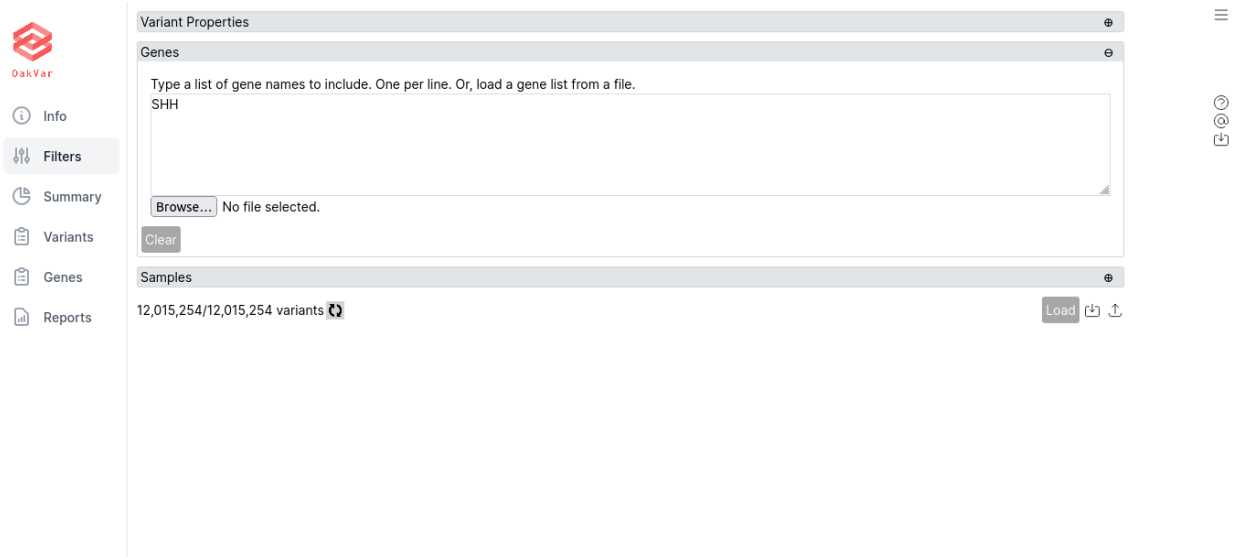 Variant Properties
OakVar
Genes
Type a list of gene names to include. One per line. Or, load a gene list from a file.
SHH
Browse... No file selected.
Clear
Samples
12,015,254/12,015,254 variants
Load
Info
Filters
Summary
Variants
Genes
Reports